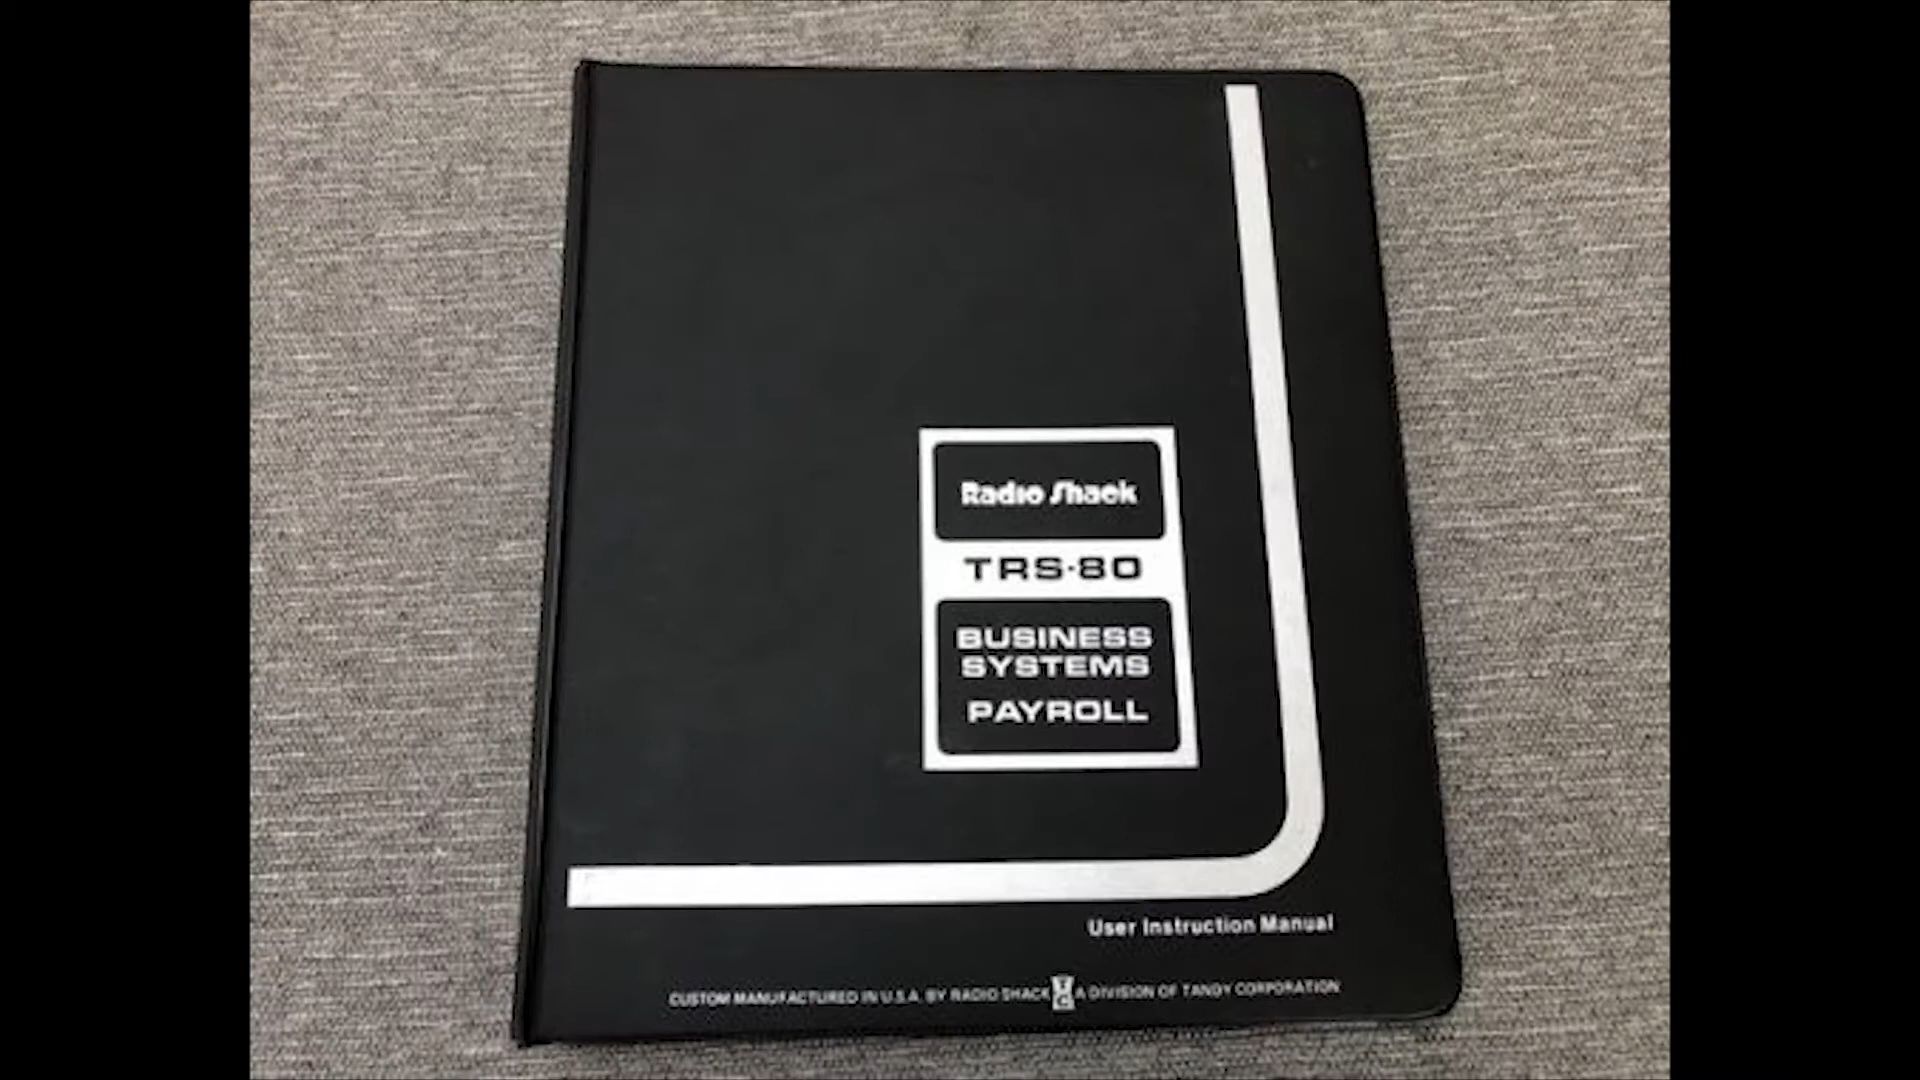 Radio Shack
TRS-80
BUSINESS
SYSTEMS
PAYROLL
User Instruction Manual
CUSTOM MANUFACTURED IN U.S.A. BY RADIO SHACK TC A DIVISION OF TANDY CORPORATION